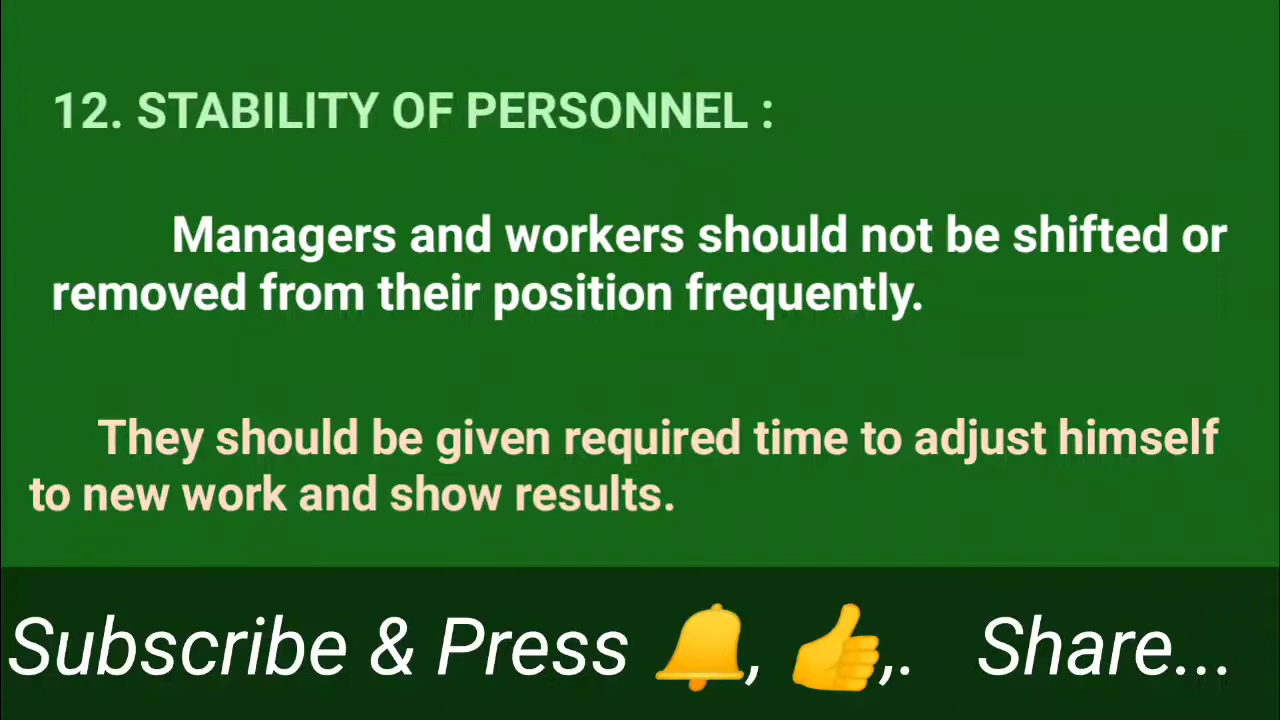 12. STABILITY OF PERSONNEL :
Managers and workers should not be shifted or
removed from their position frequently.
They should be given required time to adjust himself
to new work and show results.
Subscribe & Press 🔔, 👍,. Share...